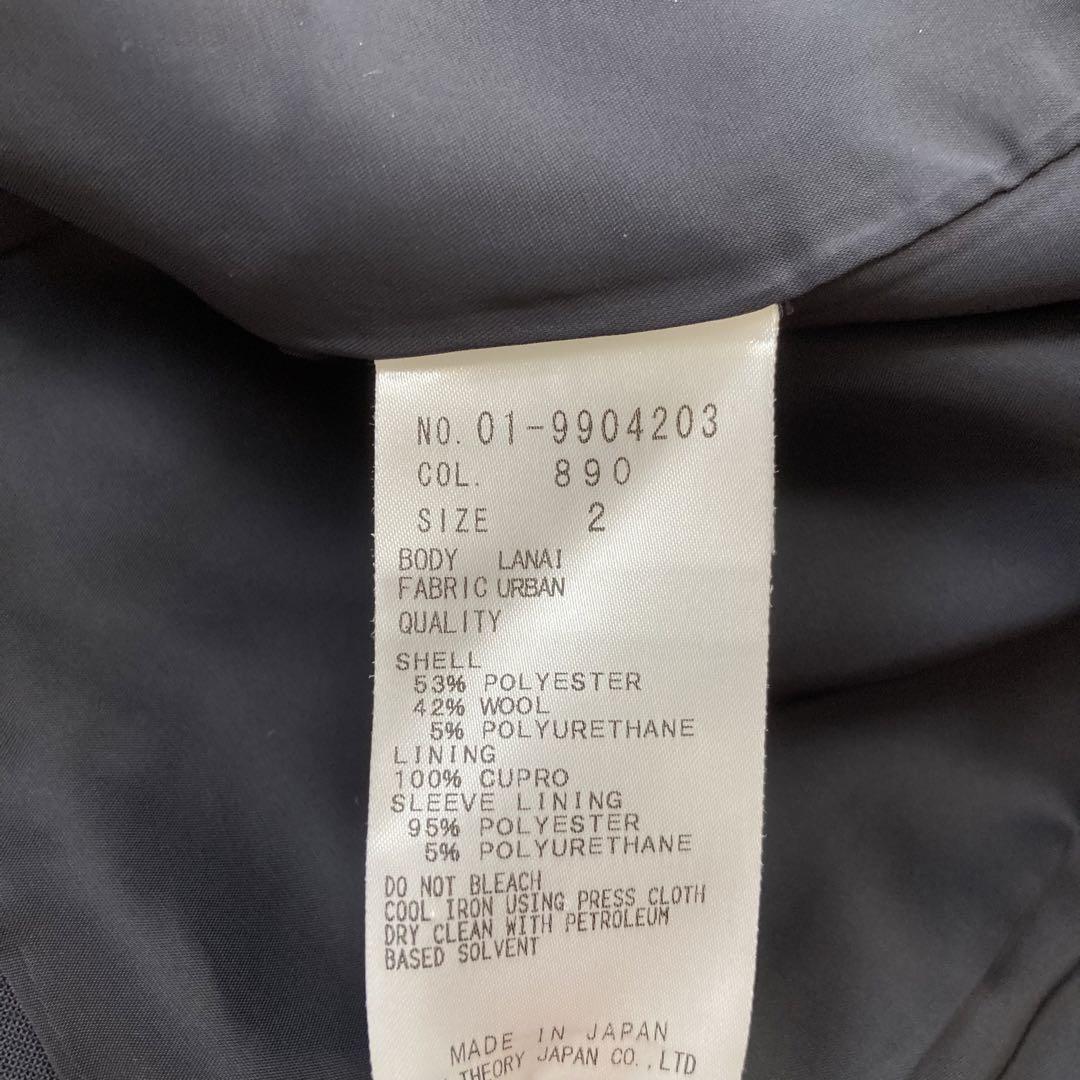 NO. 01-9904203
COL. 890
SIZE 2
BODY LANAI
FABRIC URBAN
QUALITY
SHELL
53% POLYESTER
42% WOOL
5% POLYURETHANE
LINING
100% CUPRO
SLEEVE LINING
95% POLYESTER
5% POLYURETHANE
DO NOT BLEACH
COOL IRON USING PRESS CLOTH
DRY CLEAN WITH PETROLEUM
BASED SOLVENT
MADE IN JAPAN
THEORY JAPAN CO.,LTD